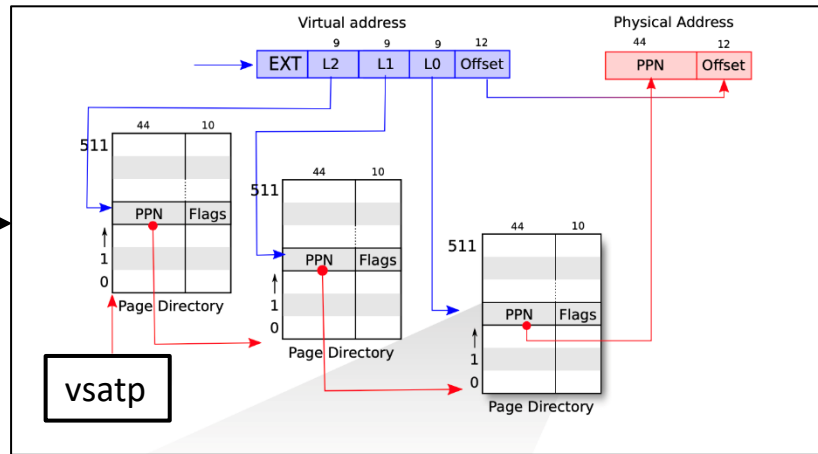 Virtual address
Physical Address
9 9 9 12
44 12
EXT L2 L1 L0 Offset
PPN Offset
44 10
511
PPN Flags
1
0
Page Directory
44 10
511
PPN Flags
1
0
Page Directory
44 10
511
PPN Flags
1
0
Page Directory
vsatp